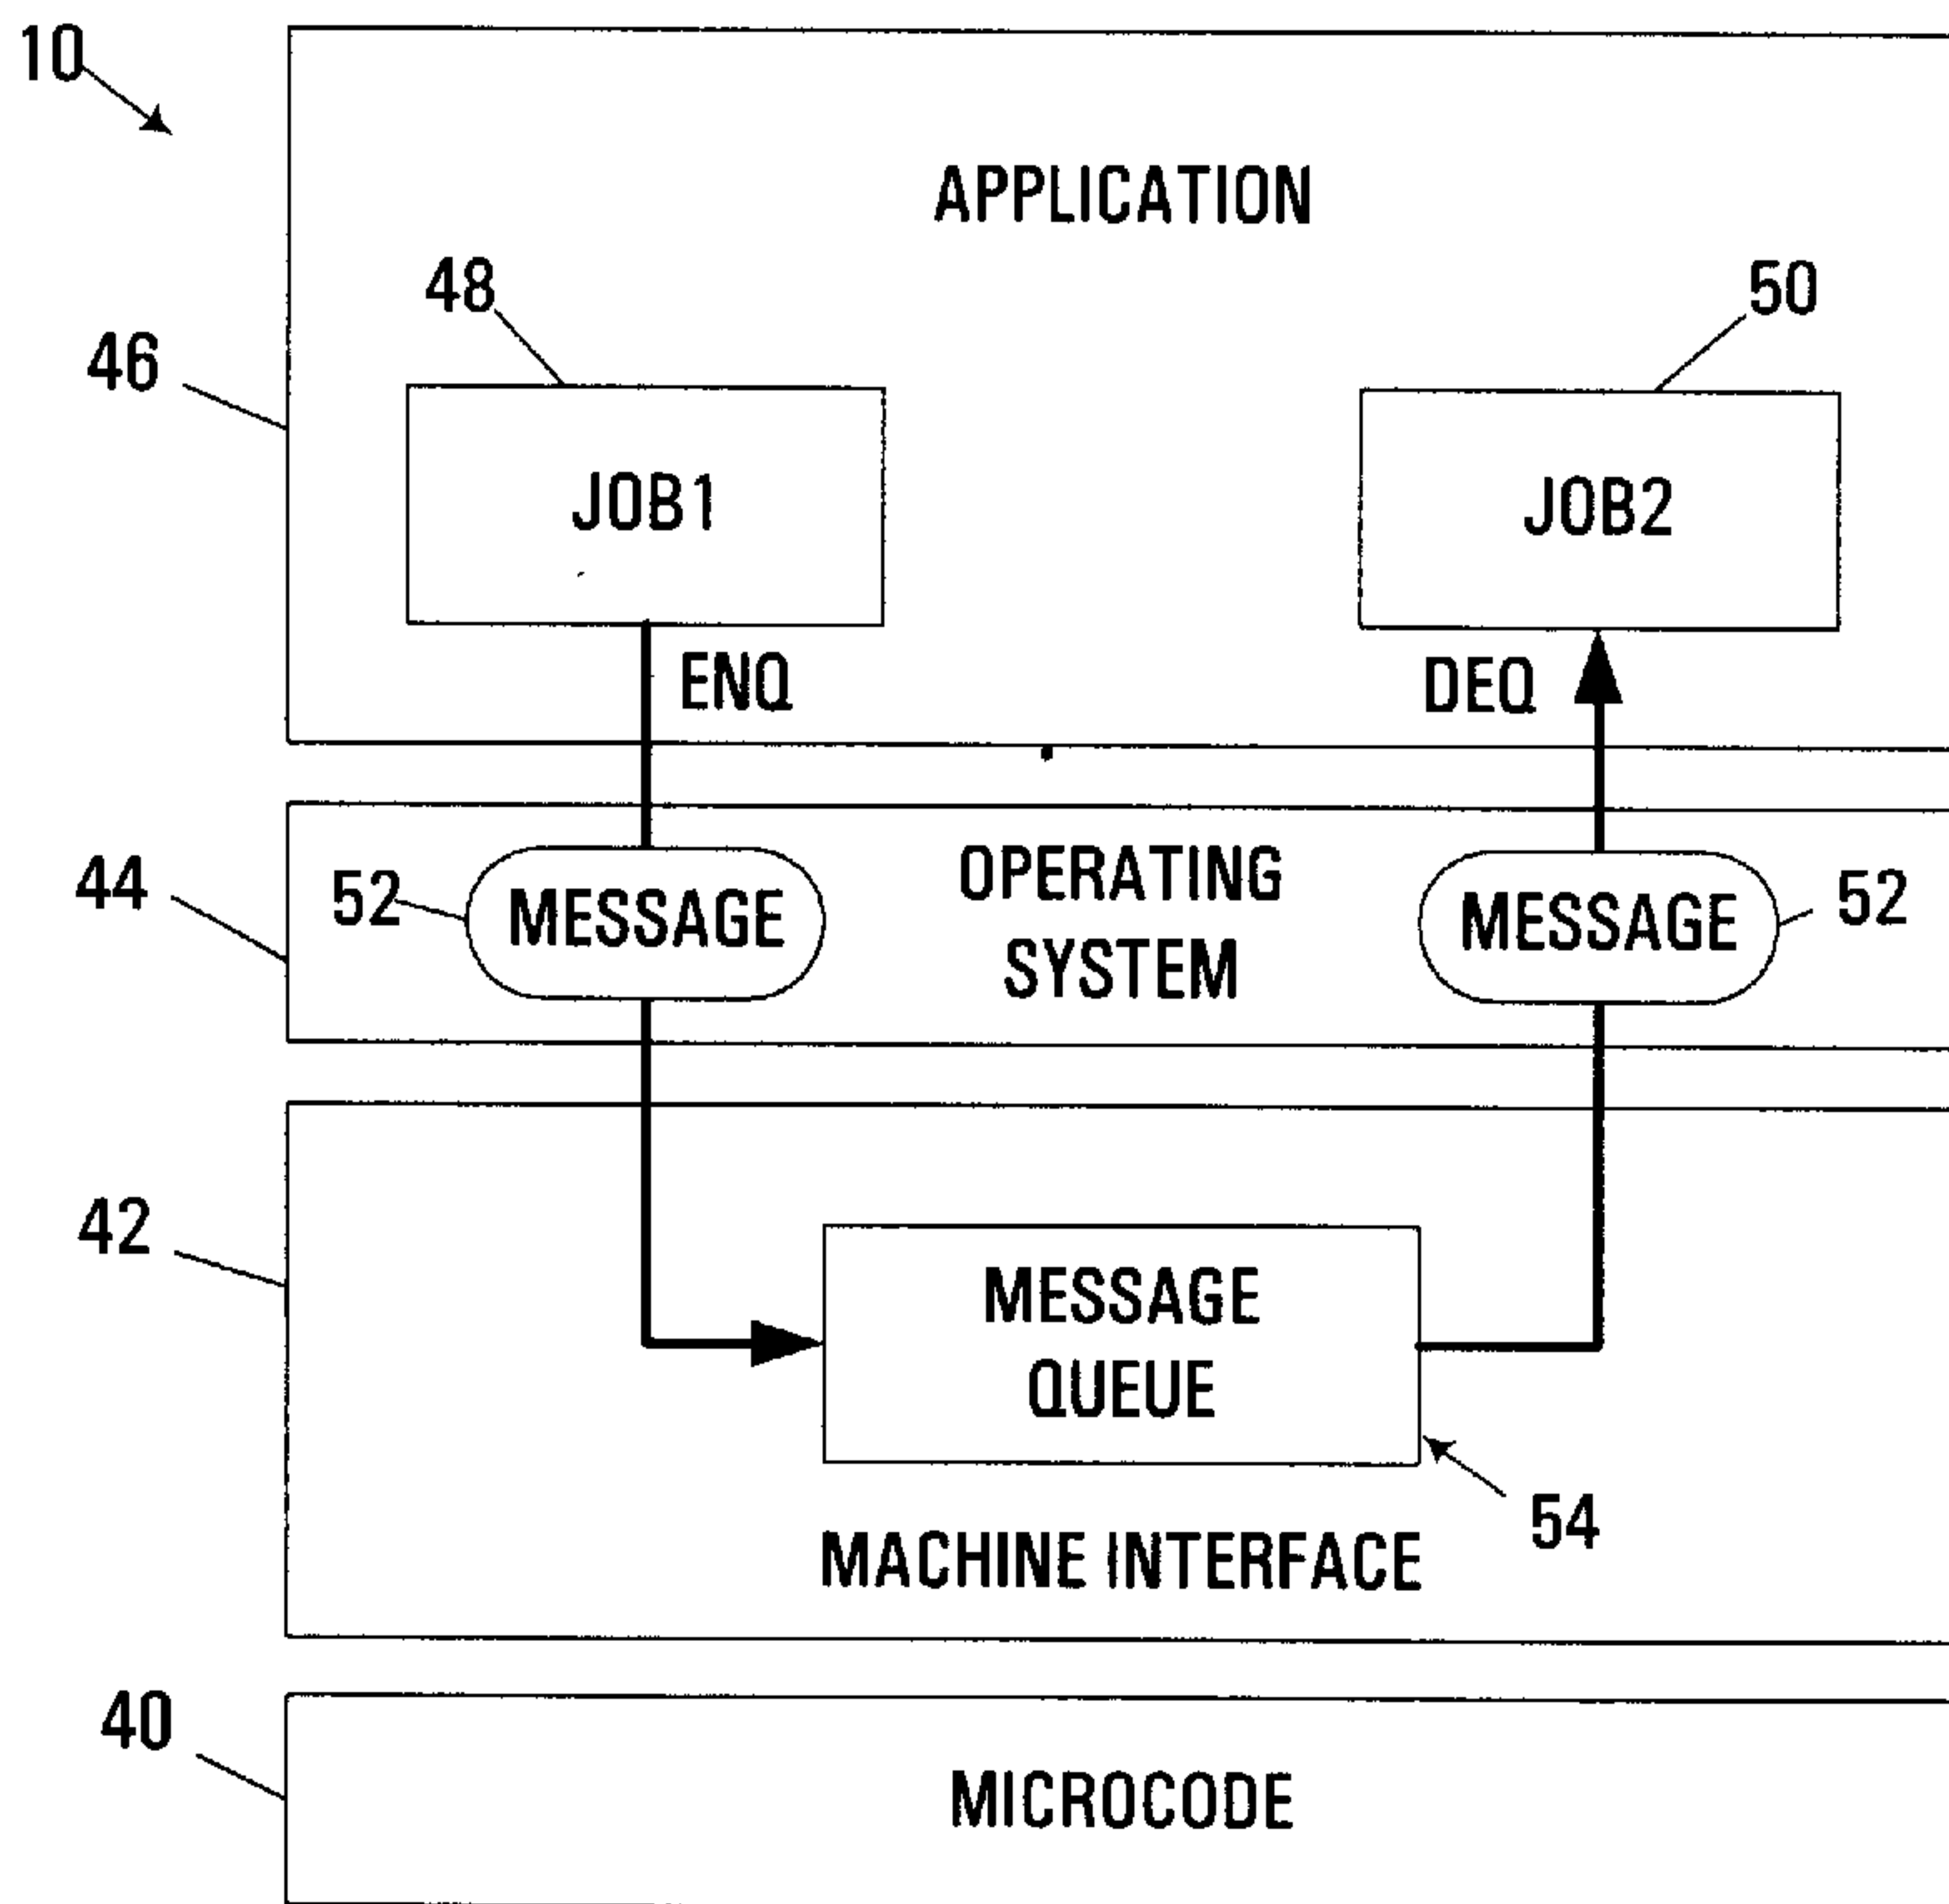 10
APPLICATION
48
50
46
JOB1
JOB2
ENQ
DEQ
44
52
MESSAGE
OPERATING
SYSTEM
MESSAGE
52
42
MESSAGE
QUEUE
54
MACHINE INTERFACE
40
MICROCODE